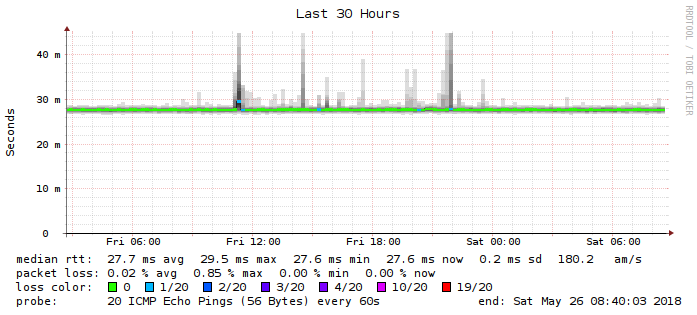 Last 30 Hours
RRDTOOL / TOBI OETIKER
Seconds
40 m
30 m
20 m
10 m
0
Fri 06:00 Fri 12:00 Fri 18:00 Sat 00:00 Sat 06:00
median rtt: 27.7 ms avg 29.5 ms max 27.6 ms min 27.6 ms now 0.2 ms sd 180.2 am/s
packet loss: 0.02 % avg 0.85 % max 0.00 % min 0.00 % now
loss color: 0 1/20 2/20 3/20 4/20 10/20 19/20
probe: 20 ICMP Echo Pings (56 Bytes) every 60s end: Sat May 26 08:40:03 2018